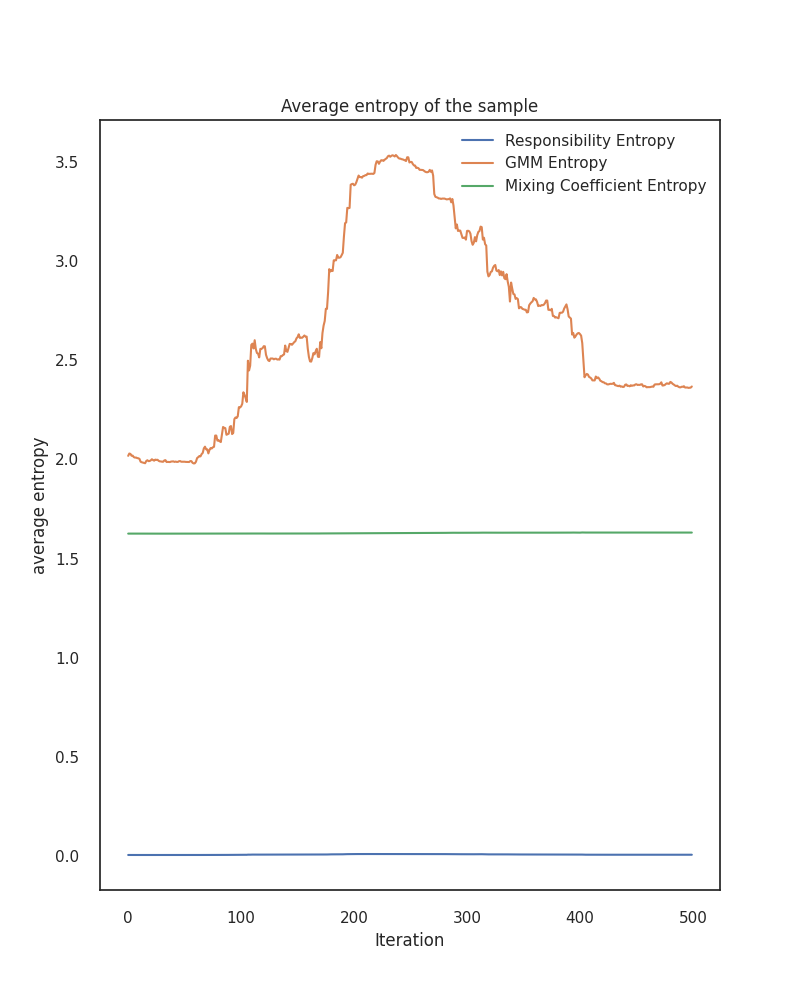 Average entropy of the sample
Responsibility Entropy
GMM Entropy
Mixing Coefficient Entropy
average entropy
3.5
3.0
2.5
2.0
1.5
1.0
0.5
0.0
0 100 200 300 400 500
Iteration